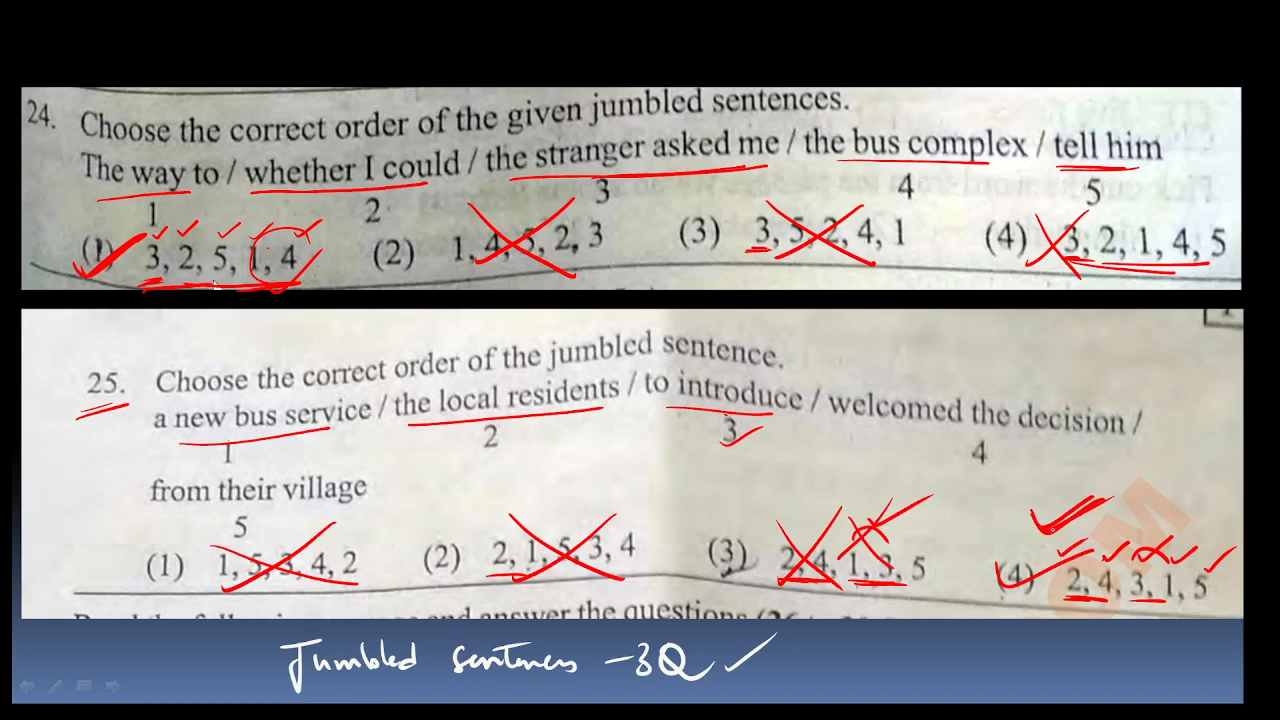 24. Choose the correct order of the given jumbled sentences.
The way to / whether I could / the stranger asked me / the bus complex / tell him
1 2 3 4 5
(1) 3, 2, 5, 1, 4 (2) 1, 4, 5, 2, 3 (3) 3, 5, 2, 4, 1 (4) 3, 2, 1, 4, 5
25. Choose the correct order of the jumbled sentence.
a new bus service / the local residents / to introduce / welcomed the decision /
1 2 3 4
from their village
5
(1) 1, 5, 3, 4, 2 (2) 2, 1, 5, 3, 4 (3) 2, 4, 1, 3, 5 (4) 2, 4, 3, 1, 5
answer the questions
Jumbled sentences - 3Q